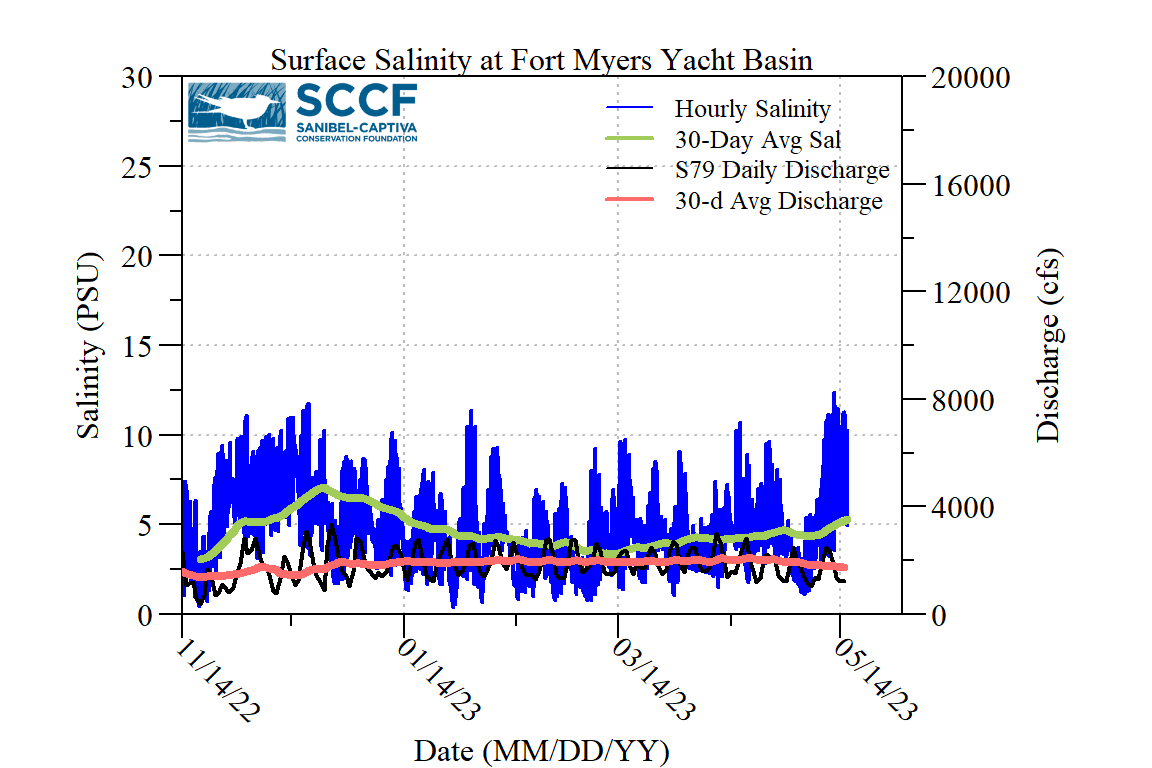 Surface Salinity at Fort Myers Yacht Basin
SCCF
SANIBEL-CAPTIVA
CONSERVATION FOUNDATION
Hourly Salinity
30-Day Avg Sal
S79 Daily Discharge
30-d Avg Discharge
Salinity (PSU)
30
25
20
15
10
5
0
20000
16000
12000
8000
4000
0
Discharge (cfs)
11/14/22
01/14/23
03/14/23
05/14/23
Date (MM/DD/YY)